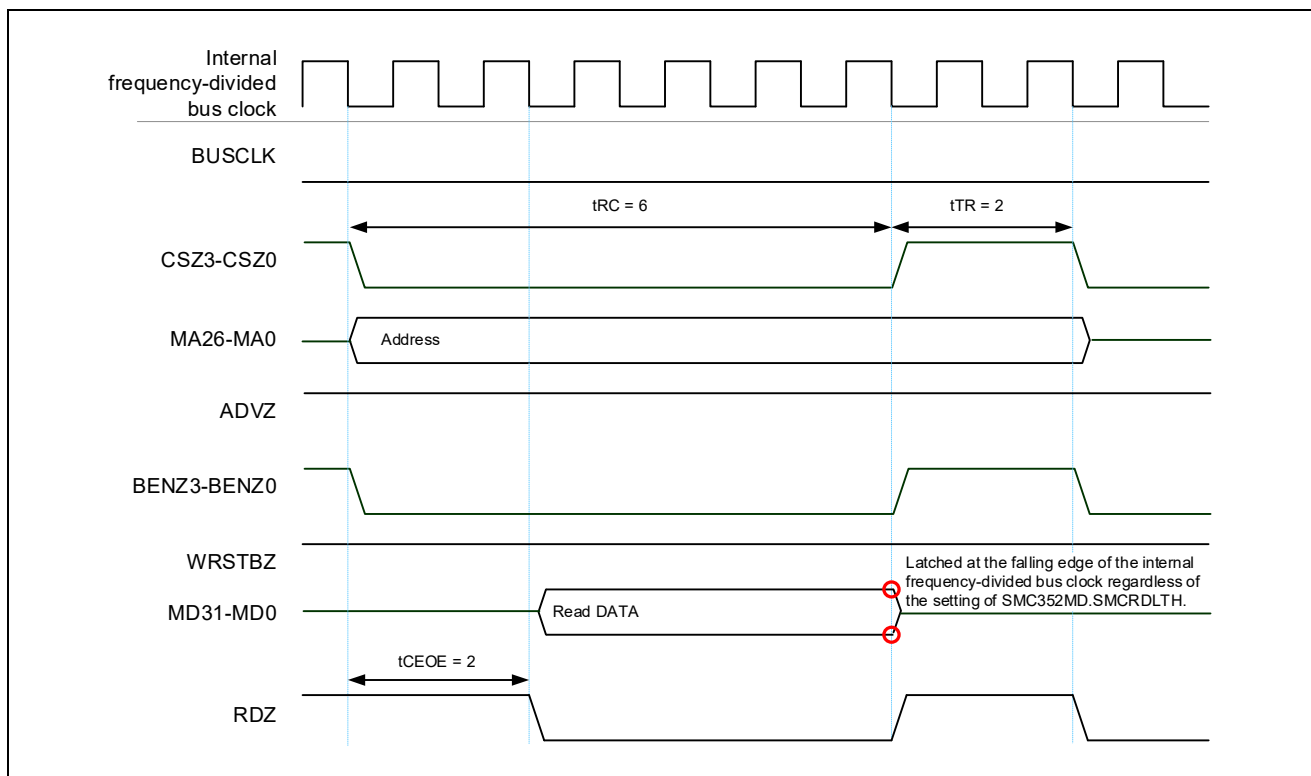 Internal
frequency-divided
bus clock
BUSCLK
tRC = 6
tTR = 2
CSZ3-CSZ0
MA26-MA0
Address
ADVZ
BENZ3-BENZ0
WRSTBZ
Latched at the falling edge of the internal
frequency-divided bus clock regardless of
the setting of SMC352MD.SMCRDLTH.
MD31-MD0
Read DATA
tCEOE = 2
RDZ